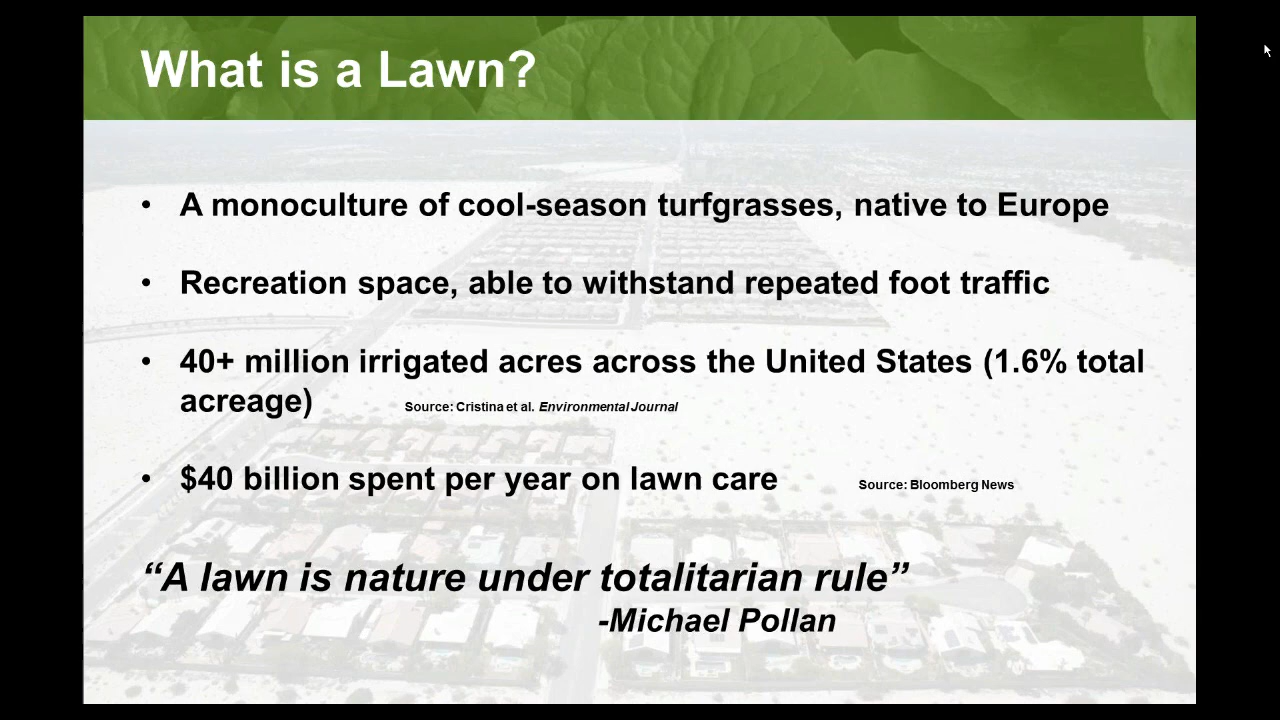 What is a Lawn?
• A monoculture of cool-season turfgrasses, native to Europe
• Recreation space, able to withstand repeated foot traffic
• 40+ million irrigated acres across the United States (1.6% total
acreage) Source: Cristina et al. Environmental Journal
• $40 billion spent per year on lawn care Source: Bloomberg News
“A lawn is nature under totalitarian rule”
-Michael Pollan